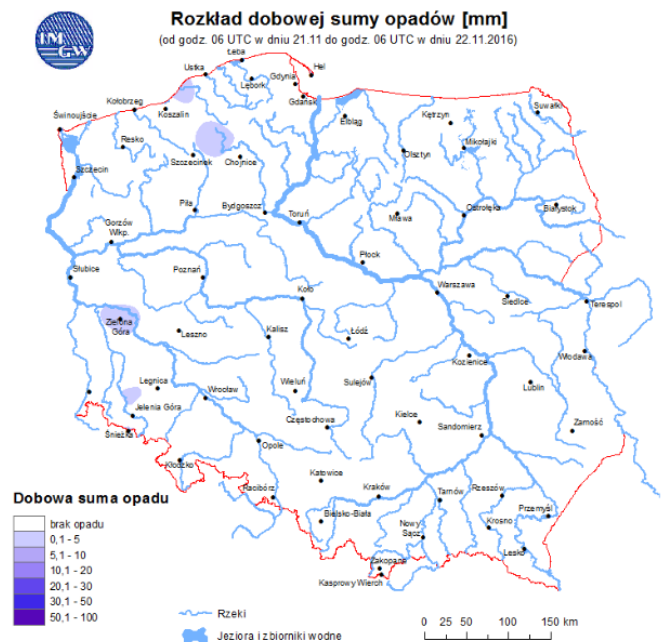 IMGW
Rozkład dobowej sumy opadów [mm]
(od godz. 06 UTC w dniu 21.11 do godz. 06 UTC w dniu 22.11.2016)
Łeba
Ustka
Hel
Gdynia
Lębork
Gdańsk
Kołobrzeg
Koszalin
Świnoujście
Elbląg
Kętrzyn
Suwałki
Resko
Mikołajki
Olsztyn
Szczecinek
Chojnice
Szczecin
Piła
Bydgoszcz
Toruń
Mława
Ostrołęka
Białystok
Gorzów
Wlkp.
Płock
Słubice
Poznań
Koło
Warszawa
Siedlce
Terespol
Zielona
Góra
Leszno
Kalisz
Łódź
Kozienice
Włodawa
Legnica
Wrocław
Wieluń
Sulejów
Lublin
Jelenia Góra
Śnieżka
Częstochowa
Kielce
Sandomierz
Zamość
Opole
Kłodzko
Racibórz
Katowice
Kraków
Tarnów
Rzeszów
Przemyśl
Bielsko-Biała
Nowy
Sącz
Krosno
Lesko
Zakopane
Kasprowy Wierch
Dobowa suma opadu
brak opadu
0,1 - 5
5,1 - 10
10,1 - 20
20,1 - 30
30,1 - 50
50,1 - 100
Rzeki
Jeziora i zbiorniki wodne
0 25 50 100 150 km